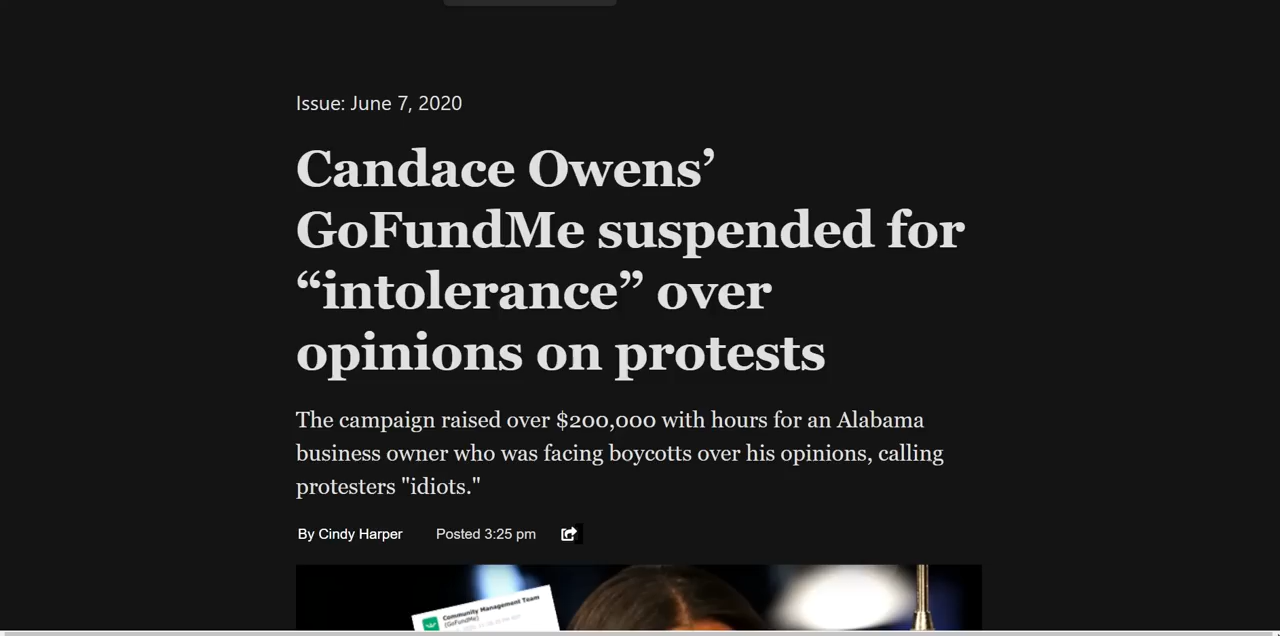 Issue: June 7, 2020
Candace Owens’
GoFundMe suspended for
“intolerance” over
opinions on protests
The campaign raised over $200,000 with hours for an Alabama
business owner who was facing boycotts over his opinions, calling
protesters "idiots."
By Cindy Harper Posted 3:25 pm
Community Management Team
(GoFundMe)